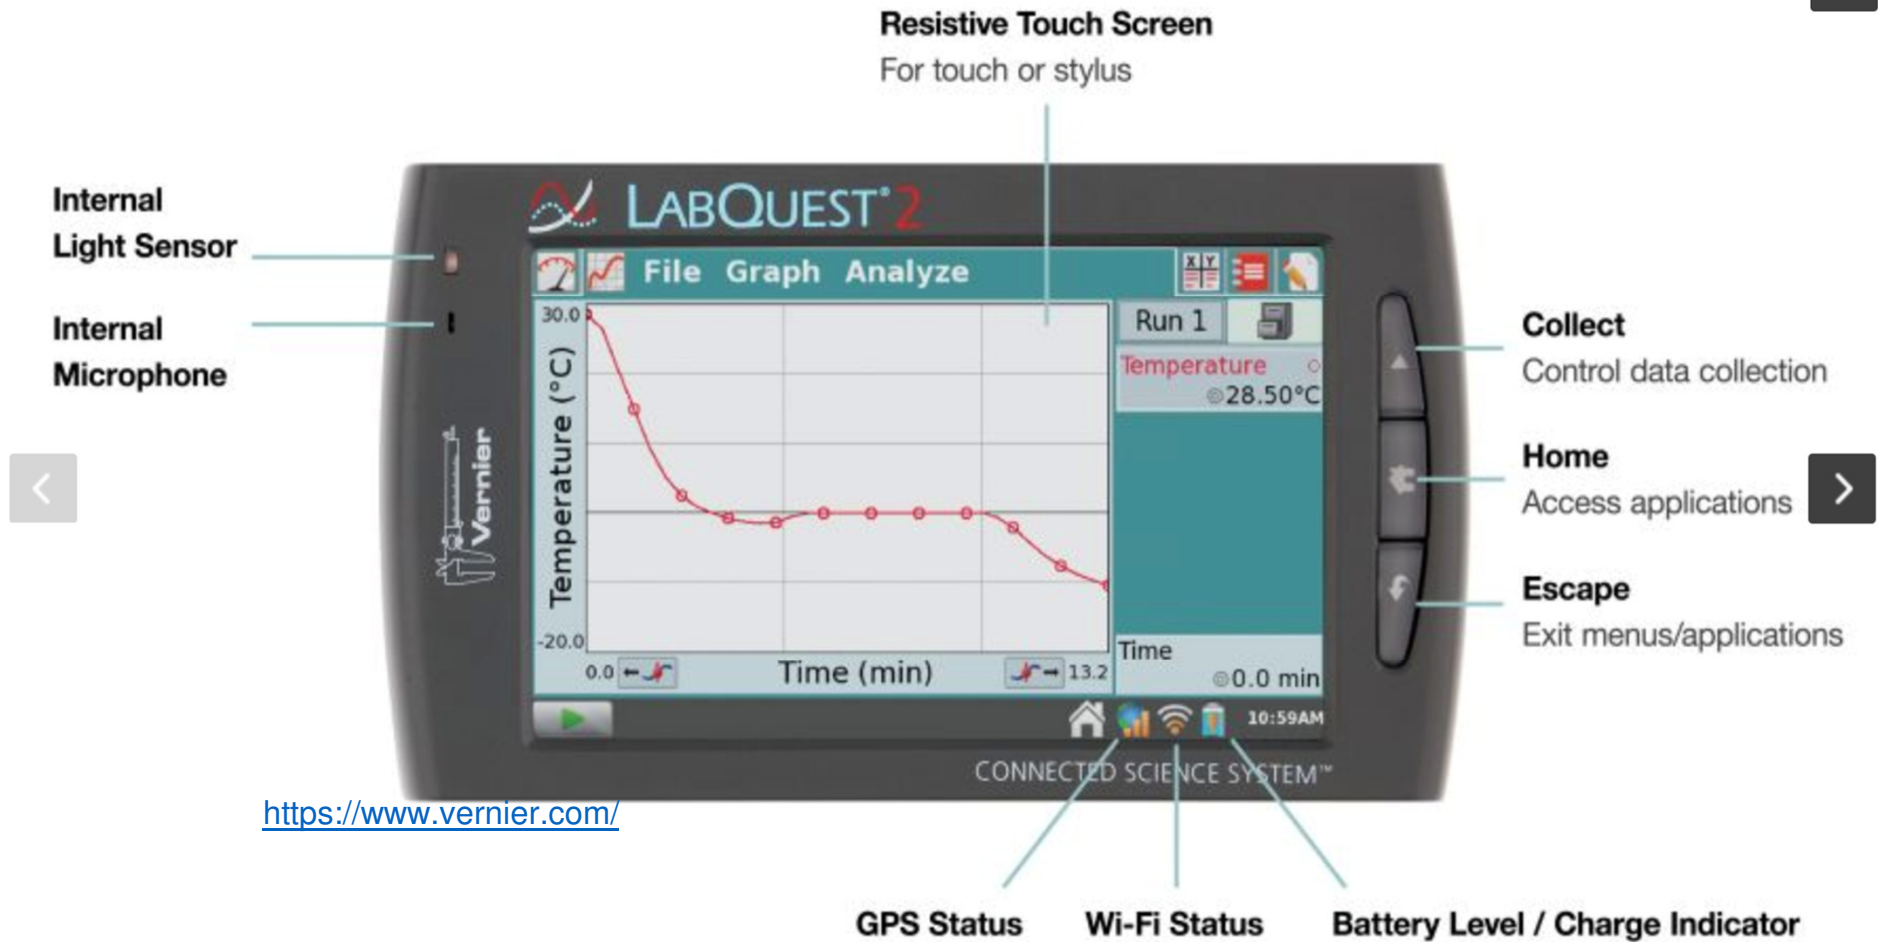 Resistive Touch Screen
For touch or stylus
Internal
Light Sensor
Internal
Microphone
LABQUEST® 2
File Graph Analyze
X Y
30.0
Temperature (°C)
-20.0
0.0
Time (min)
13.2
Run 1
Temperature
28.50°C
Time
0.0 min
10:59AM
Vernier
CONNECTED SCIENCE SYSTEM™
Collect
Control data collection
Home
Access applications
Escape
Exit menus/applications
https://www.vernier.com/
GPS Status
Wi-Fi Status
Battery Level / Charge Indicator